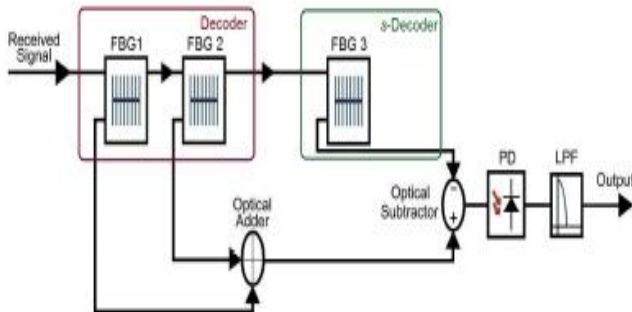 Decoder
s-Decoder
Received
Signal
FBG1
FBG 2
FBG 3
PD
LPF
Output
Optical
Subtractor
-
+
Optical
Adder